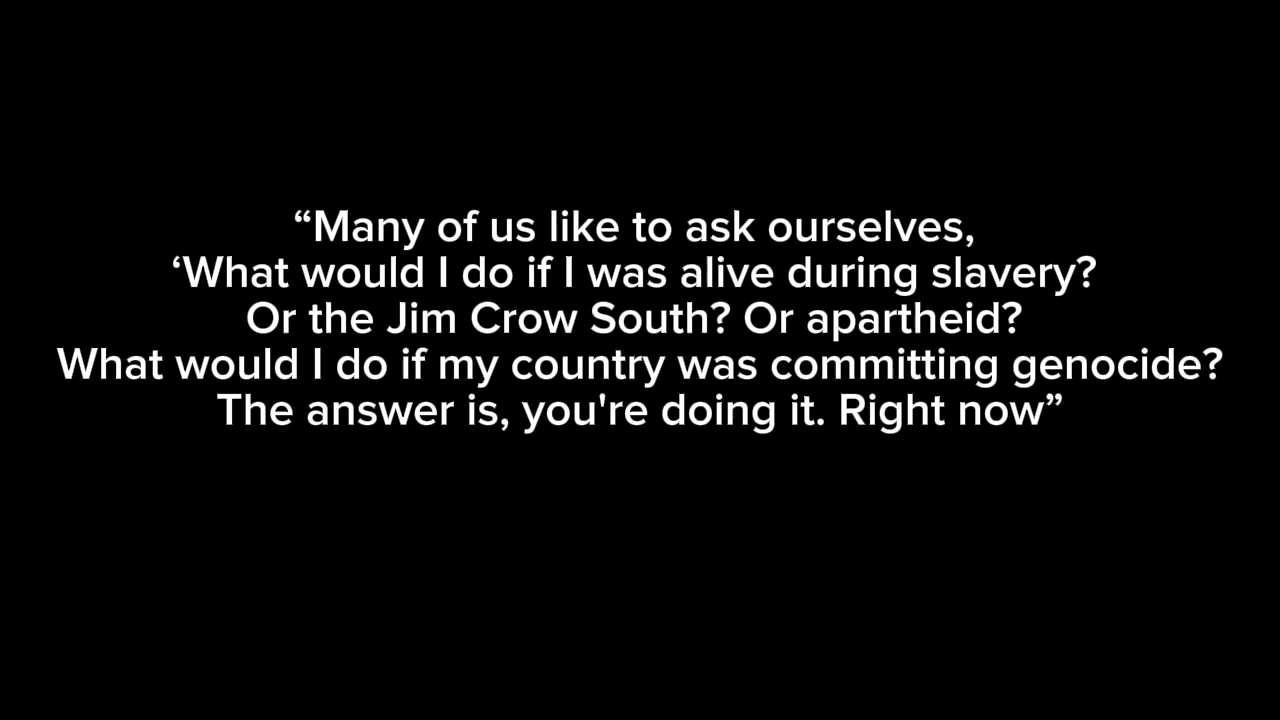 “Many of us like to ask ourselves,
‘What would I do if I was alive during slavery?
Or the Jim Crow South? Or apartheid?
What would I do if my country was committing genocide?
The answer is, you're doing it. Right now”